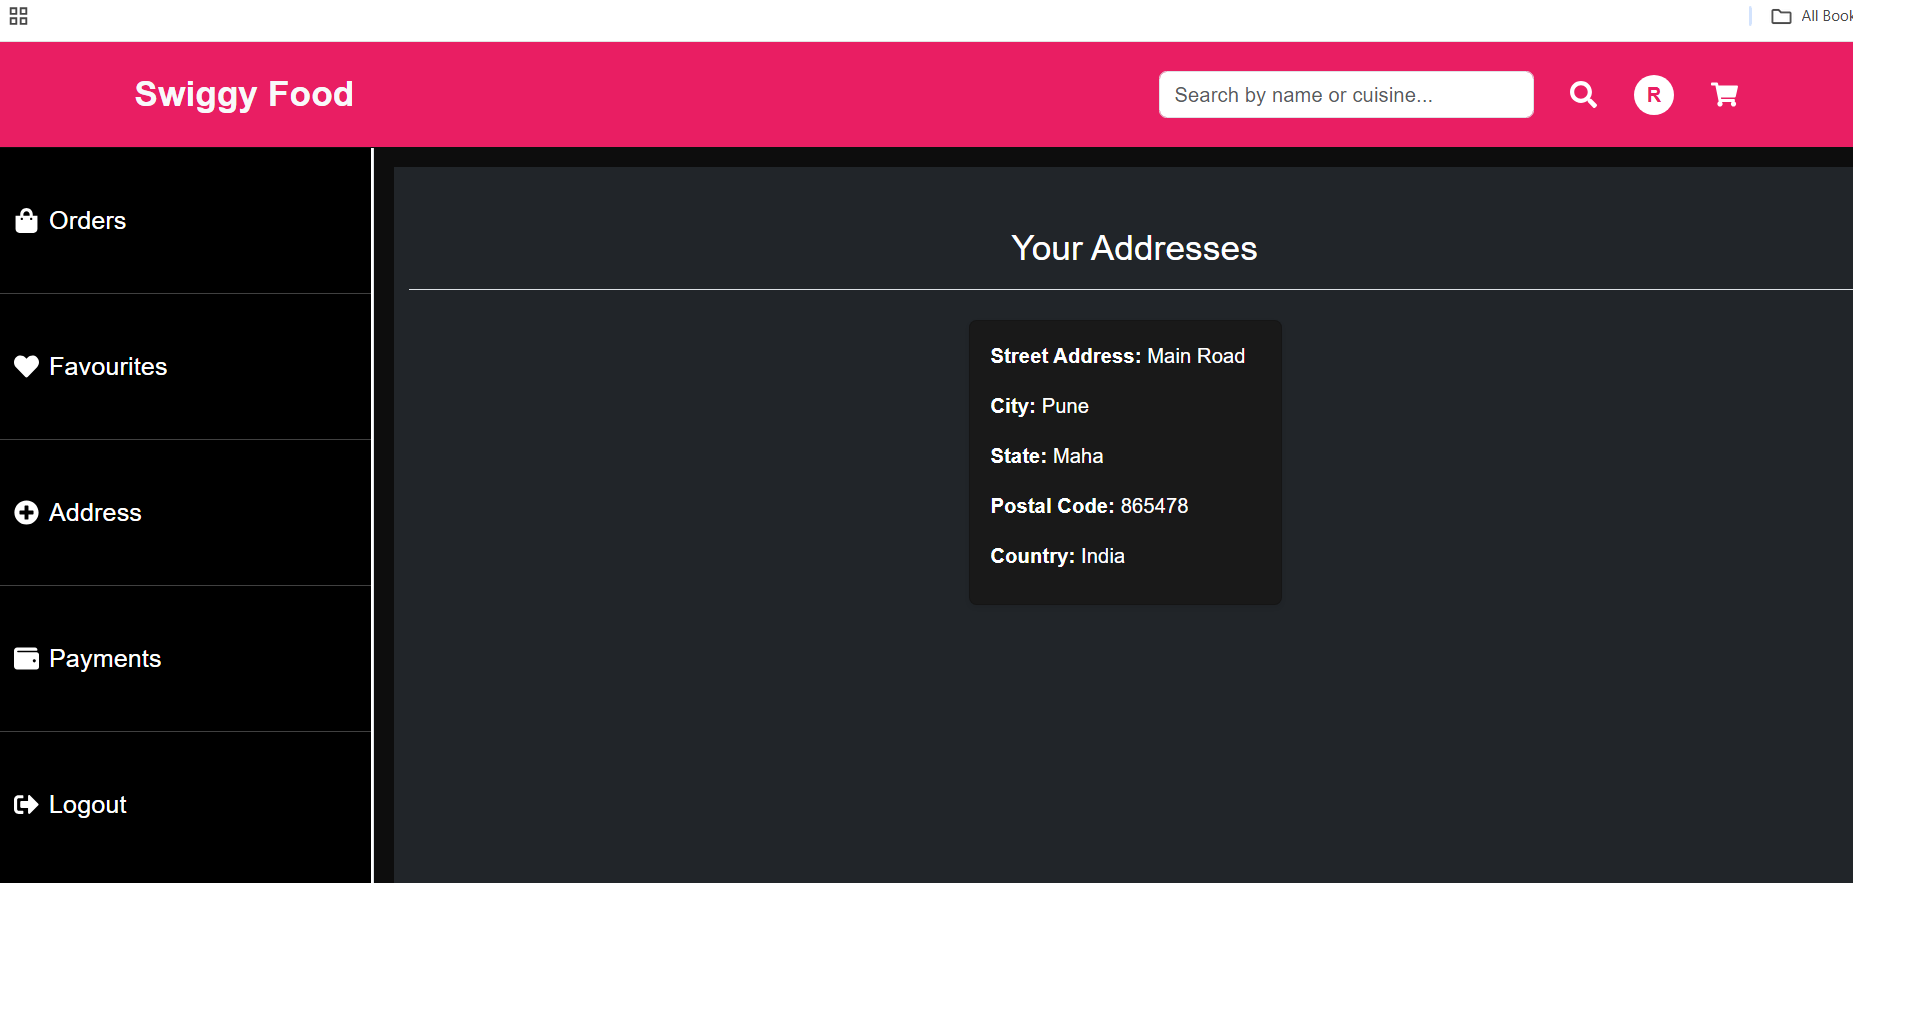 All Book
Swiggy Food
Search by name or cuisine...
R
Orders
Favourites
Address
Payments
Logout
Your Addresses
Street Address: Main Road
City: Pune
State: Maha
Postal Code: 865478
Country: India